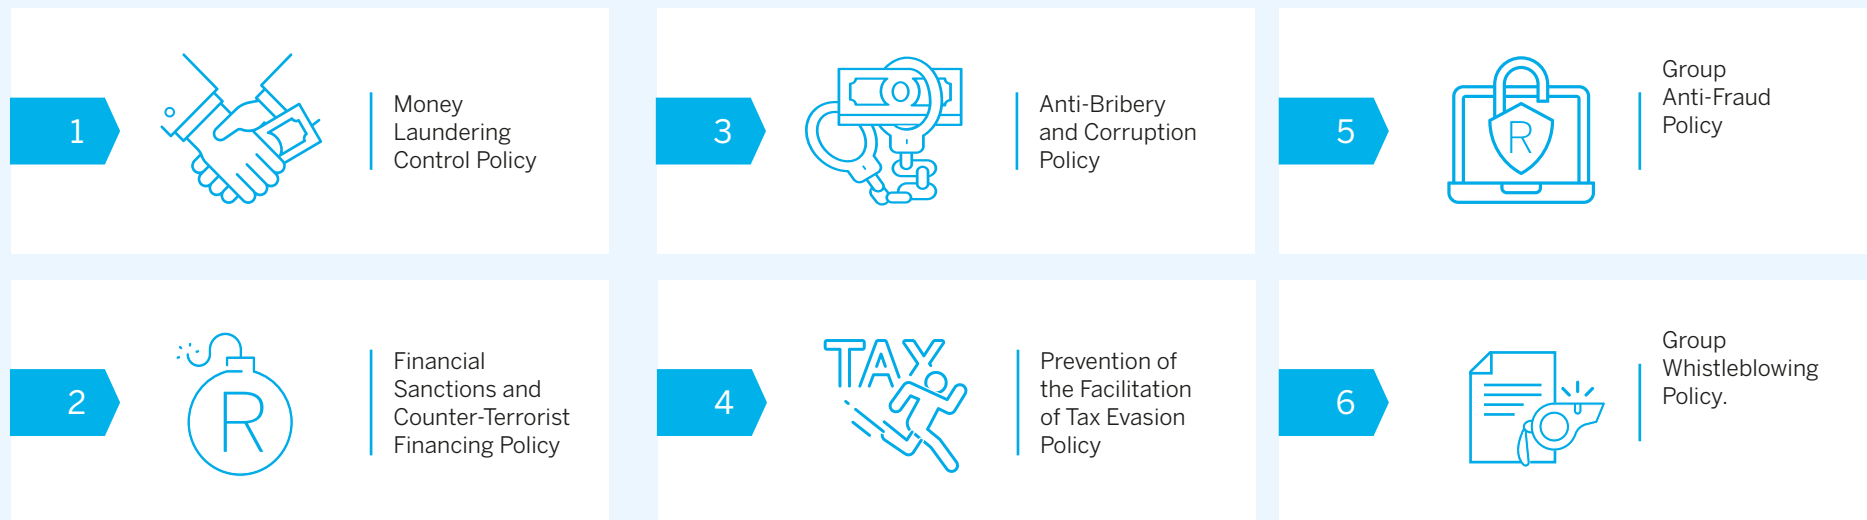 1
Money
Laundering
Control Policy
2
R
Financial
Sanctions and
Counter-Terrorist
Financing Policy
3
Anti-Bribery
and Corruption
Policy
4
TAX
Prevention of
the Facilitation
of Tax Evasion
Policy
5
R
Group
Anti-Fraud
Policy
6
Group
Whistleblowing
Policy.